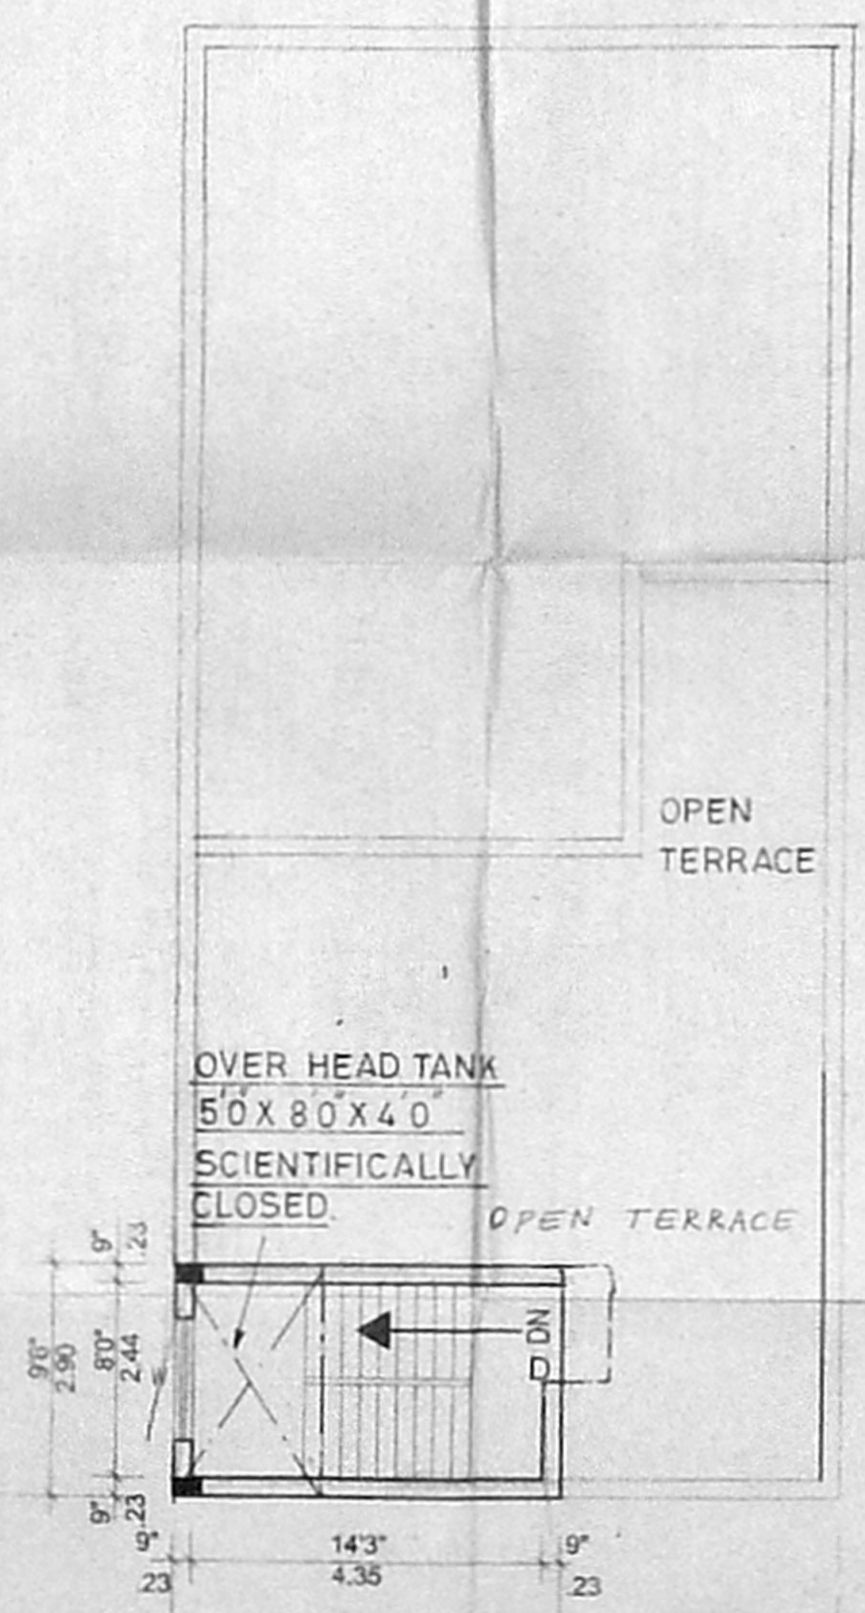 OPEN
TERRACE
OVER HEAD TANK
5'0" X 8'0" X 4'0"
SCIENTIFICALLY
CLOSED.
OPEN TERRACE
9"
.23
DN
D
9'6"
2.90
8'0"
2.44
9"
.23
9"
.23
14'3"
4.35
9"
.23